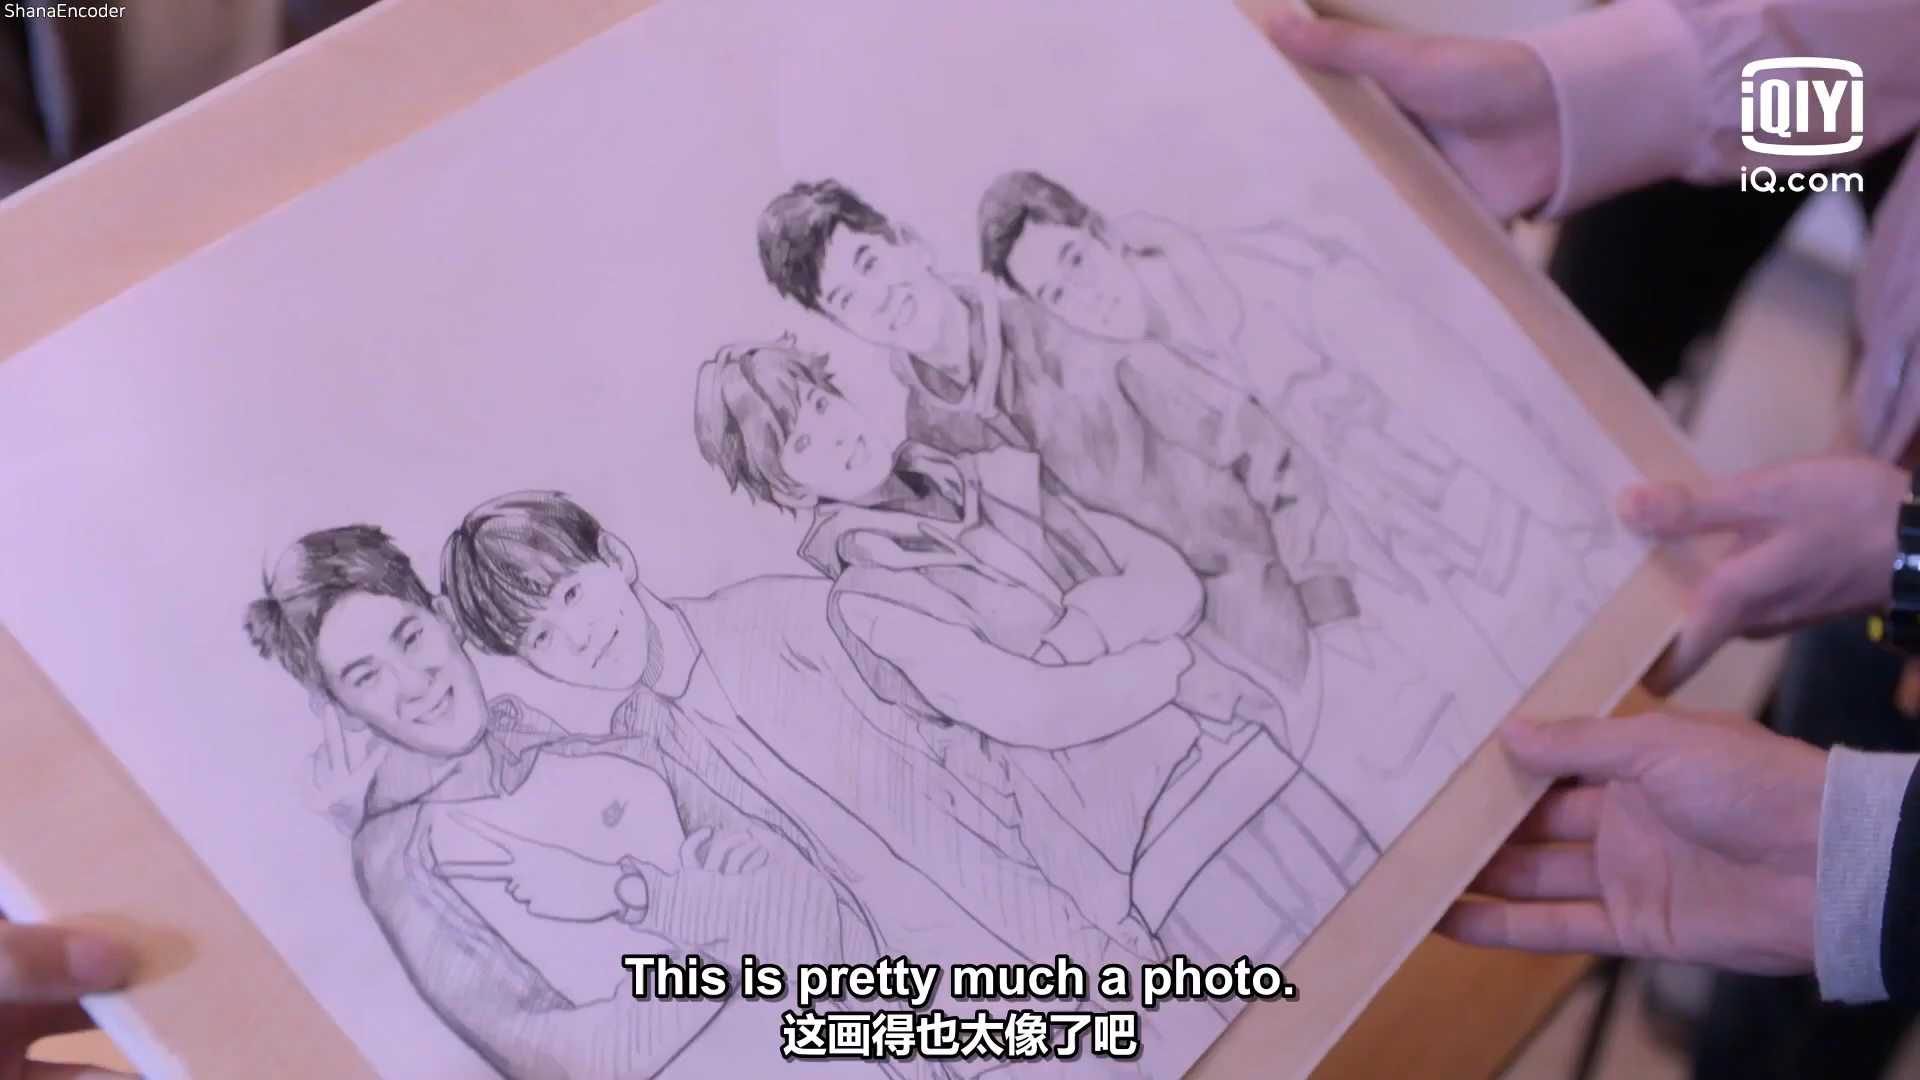 ShanaEncoder
iQIYI
iQ.com
This is pretty much a photo.
这画得也太像了吧